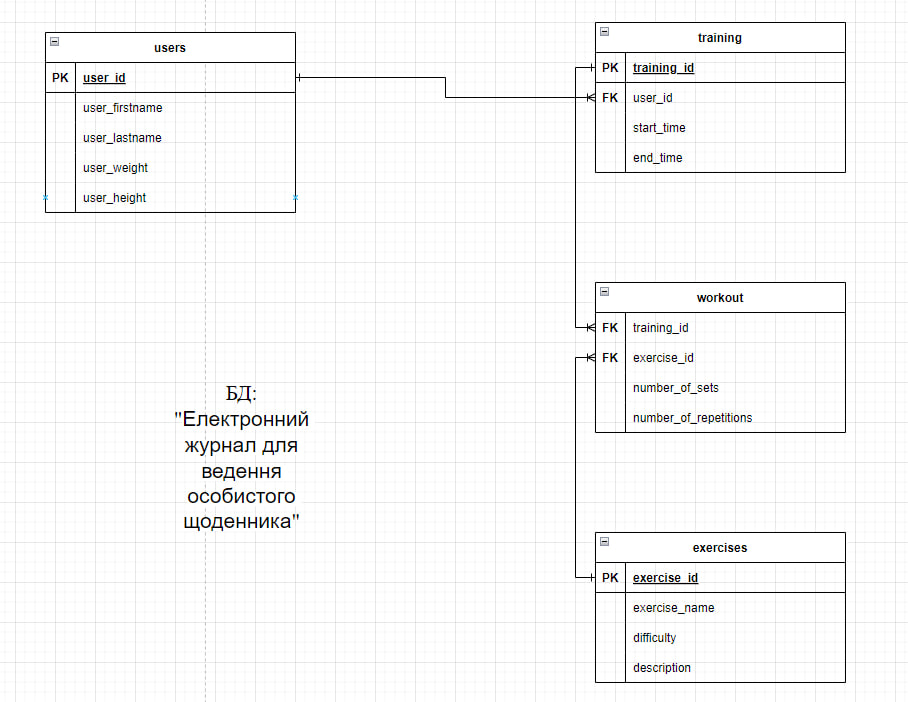 users
PK user_id
user_firstname
user_lastname
user_weight
user_height
training
PK training_id
FK user_id
start_time
end_time
workout
FK training_id
FK exercise_id
number_of_sets
number_of_repetitions
БД:
"Електронний
журнал для
ведення
особистого
щоденника"
exercises
PK exercise_id
exercise_name
difficulty
description